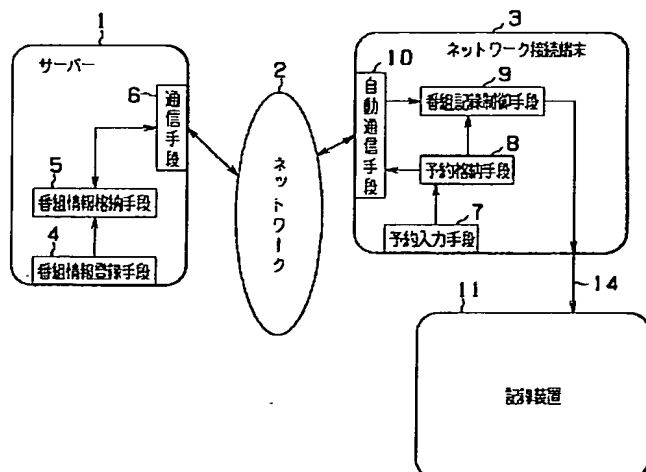 1
サーバー
6
通信手段
5
番組情報格納手段
4
番組情報登録手段
2
ネットワーク
3
ネットワーク接続端末
10
自動通信手段
9
番組記録制御手段
8
予約格納手段
7
予約入力手段
14
11
記録装置